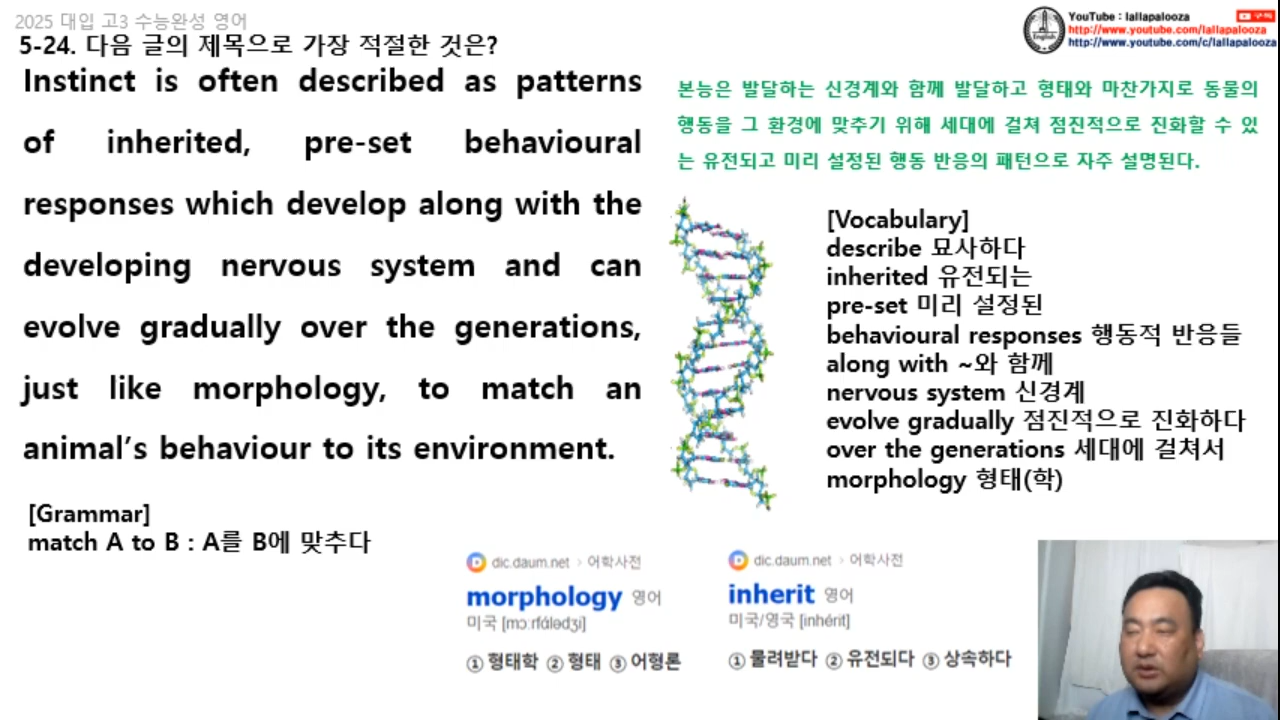 2025 대입 고3 수능완성 영어
5-24. 다음 글의 제목으로 가장 적절한 것은?
Instinct is often described as patterns
of inherited, pre-set behavioural
responses which develop along with the
developing nervous system and can
evolve gradually over the generations,
just like morphology, to match an
animal’s behaviour to its environment.
[Grammar]
match A to B : A를 B에 맞추다
YouTube : lallapalooza
구독
http://www.youtube.com/lallapalooza
http://www.youtube.com/c/lallapalooza
English
본능은 발달하는 신경계와 함께 발달하고 형태와 마찬가지로 동물의
행동을 그 환경에 맞추기 위해 세대에 걸쳐 점진적으로 진화할 수 있
는 유전되고 미리 설정된 행동 반응의 패턴으로 자주 설명된다.
[Vocabulary]
describe 묘사하다
inherited 유전되는
pre-set 미리 설정된
behavioural responses 행동적 반응들
along with ~와 함께
nervous system 신경계
evolve gradually 점진적으로 진화하다
over the generations 세대에 걸쳐서
morphology 형태(학)
dic.daum.net › 어학사전
morphology 영어
미국 [mɔːrfálədʒi]
① 형태학 ② 형태 ③ 어형론
dic.daum.net › 어학사전
inherit 영어
미국/영국 [inhérit]
① 물려받다 ② 유전되다 ③ 상속하다